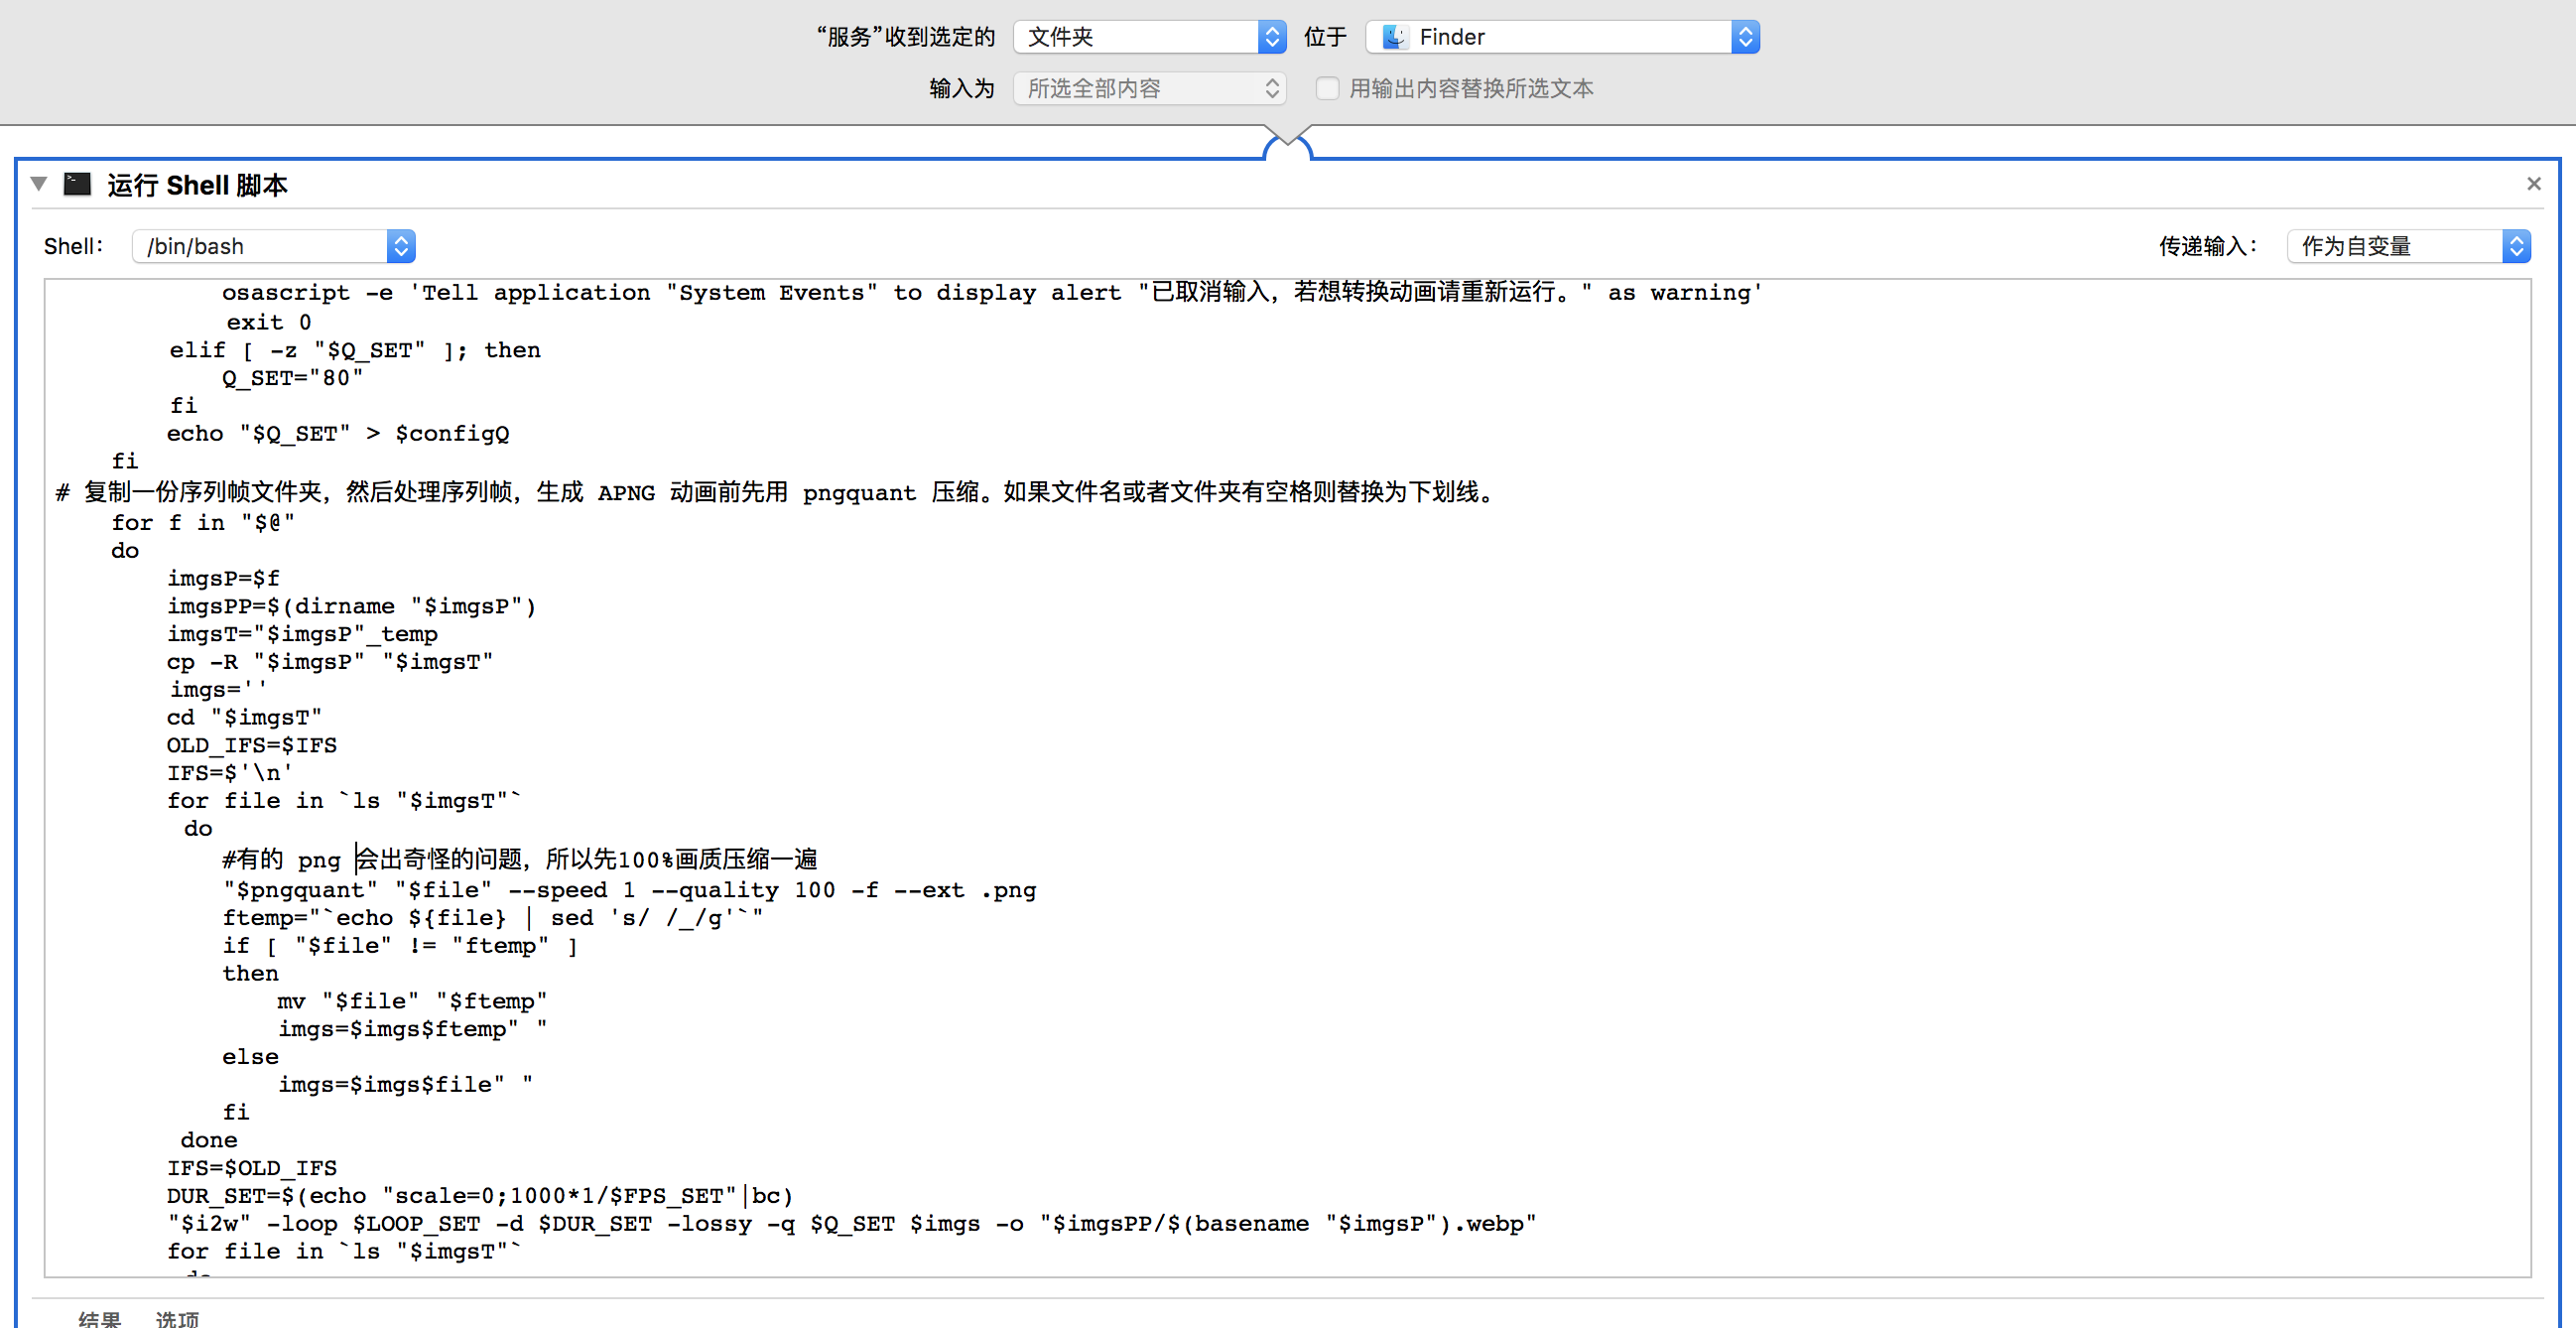 “服务”收到选定的 文件夹 位于 Finder
输入为 所选全部内容 用输出内容替换所选文本
运行 Shell 脚本
Shell: /bin/bash 传递输入: 作为自变量
osascript -e 'Tell application "System Events" to display alert "已取消输入，若想转换动画请重新运行。" as warning'
exit 0
elif [ -z "$Q_SET" ]; then
Q_SET="80"
fi
echo "$Q_SET" > $configQ
fi
# 复制一份序列帧文件夹，然后处理序列帧，生成 APNG 动画前先用 pngquant 压缩。如果文件名或者文件夹有空格则替换为下划线。
for f in "$@"
do
imgsP=$f
imgsPP=$(dirname "$imgsP")
imgsT="$imgsP"_temp
cp -R "$imgsP" "$imgsT"
imgs=''
cd "$imgsT"
OLD_IFS=$IFS
IFS=$'\n'
for file in `ls "$imgsT"`
do
#有的 png 会出奇怪的问题，所以先100%画质压缩一遍
"$pngquant" "$file" --speed 1 --quality 100 -f --ext .png
ftemp="`echo ${file} | sed 's/ /_/g'`"
if [ "$file" != "ftemp" ]
then
mv "$file" "$ftemp"
imgs=$imgs$ftemp" "
else
imgs=$imgs$file" "
fi
done
IFS=$OLD_IFS
DUR_SET=$(echo "scale=0;1000*1/$FPS_SET"|bc)
"$i2w" -loop $LOOP_SET -d $DUR_SET -lossy -q $Q_SET $imgs -o "$imgsPP/$(basename "$imgsP").webp"
for file in `ls "$imgsT"`
do
结果 选项